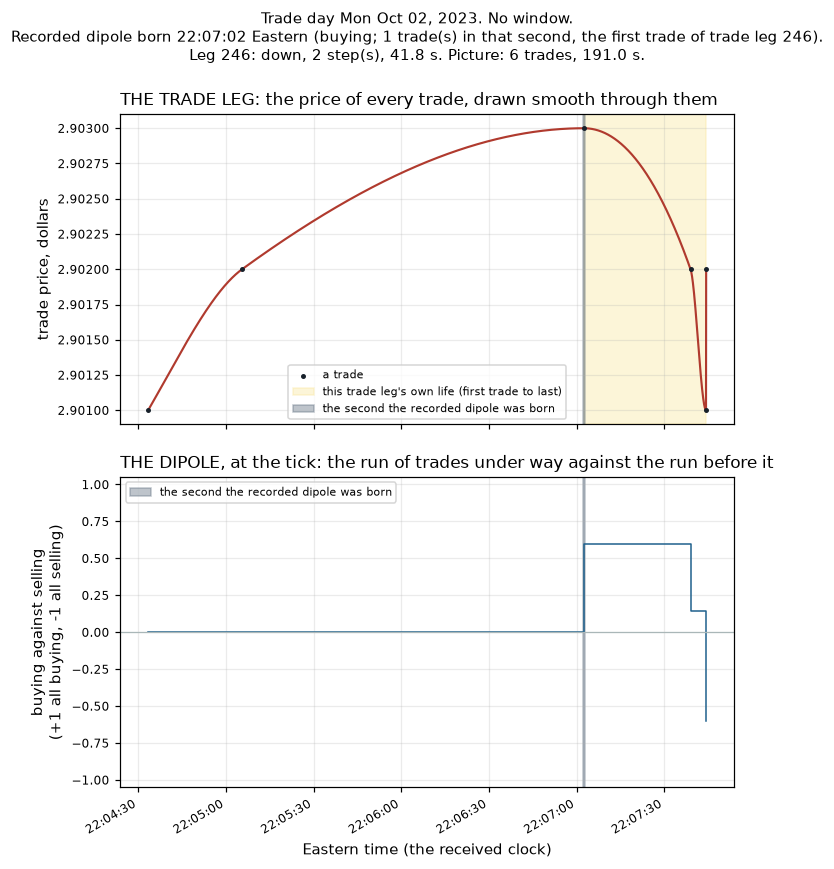 Trade day Mon Oct 02, 2023. No window.
Recorded dipole born 22:07:02 Eastern (buying; 1 trade(s) in that second, the first trade of trade leg 246).
Leg 246: down, 2 step(s), 41.8 s. Picture: 6 trades, 191.0 s.
THE TRADE LEG: the price of every trade, drawn smooth through them
trade price, dollars
2.90300
2.90275
2.90250
2.90225
2.90200
2.90175
2.90150
2.90125
2.90100
a trade
this trade leg's own life (first trade to last)
the second the recorded dipole was born
THE DIPOLE, at the tick: the run of trades under way against the run before it
buying against selling
(+1 all buying, -1 all selling)
1.00
0.75
0.50
0.25
0.00
−0.25
−0.50
−0.75
−1.00
the second the recorded dipole was born
22:04:30
22:05:00
22:05:30
22:06:00
22:06:30
22:07:00
22:07:30
Eastern time (the received clock)